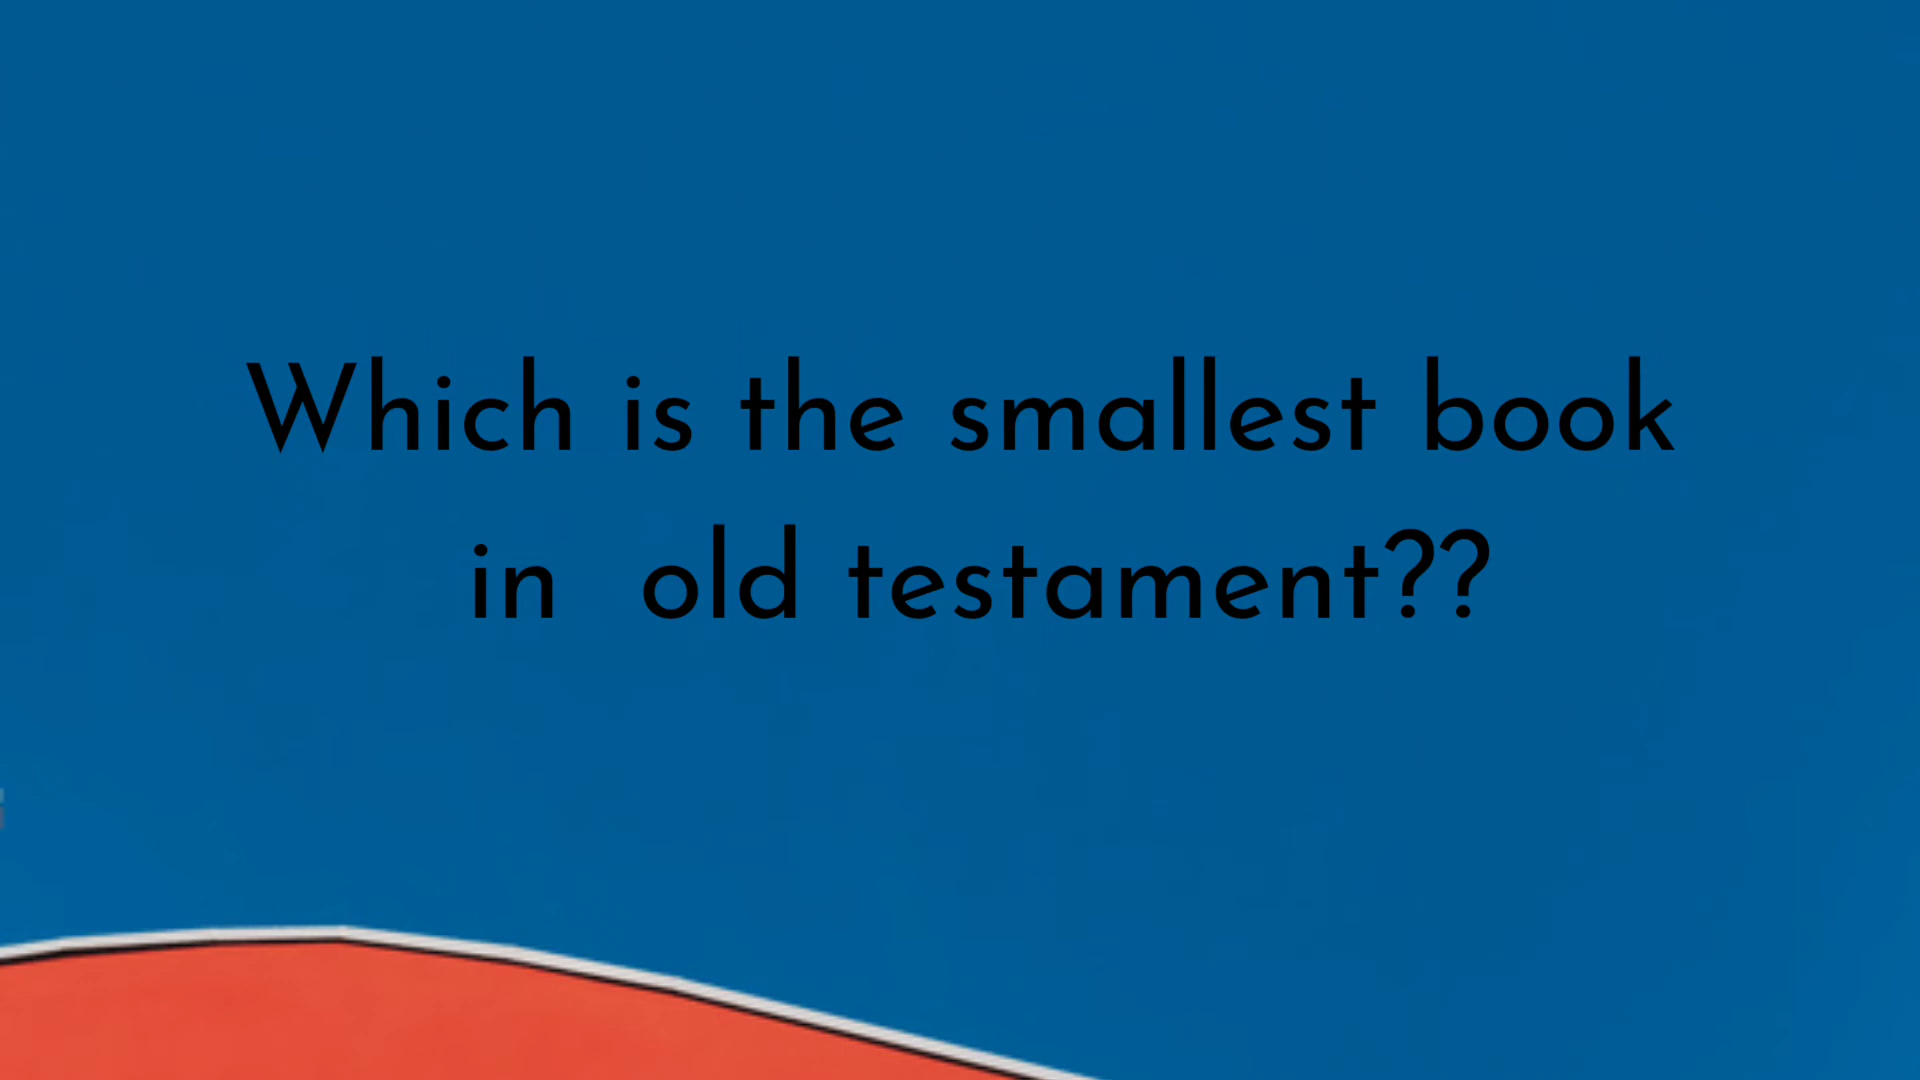 Which is the smallest book
in  old testament??